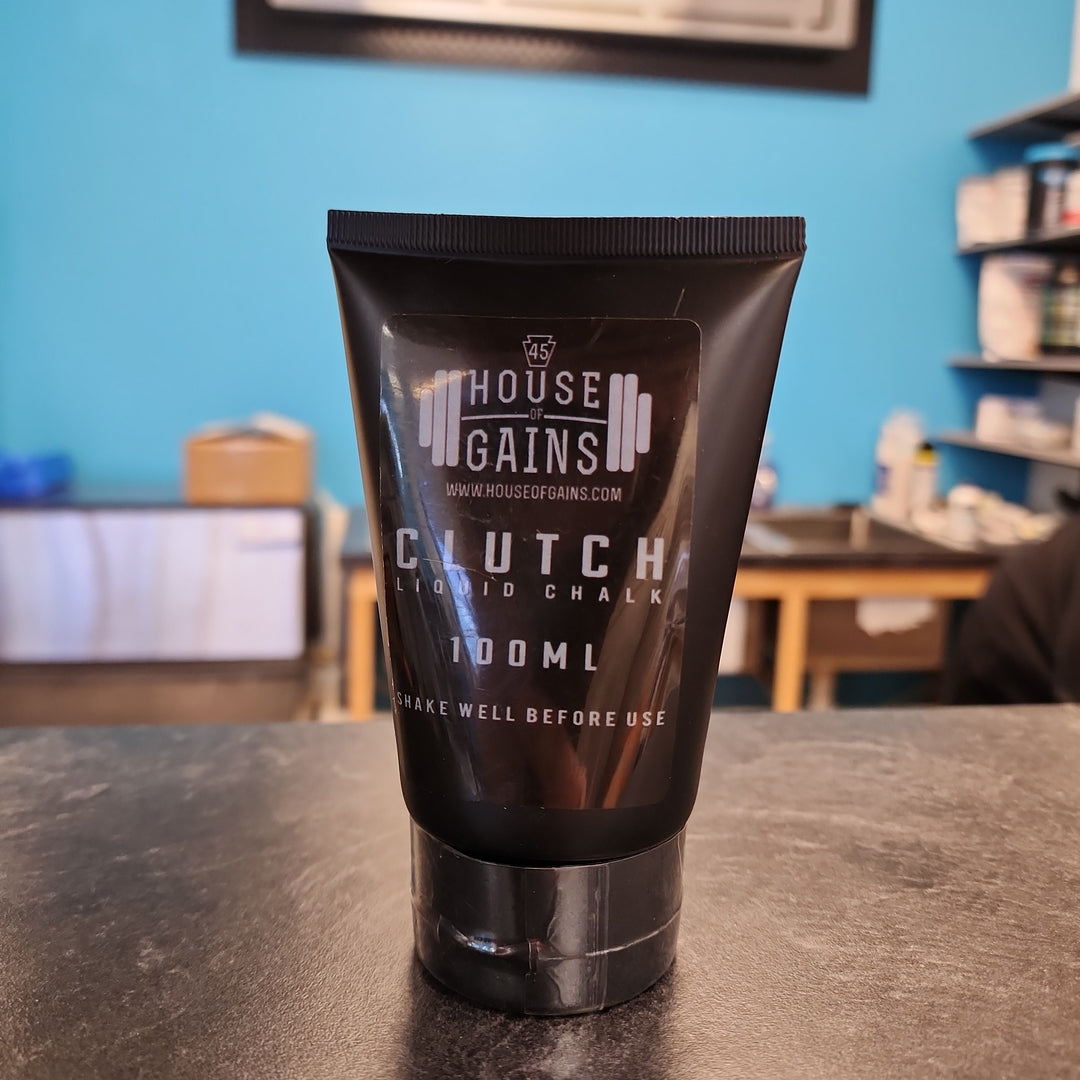 45
HOUSE
OF
GAINS
WWW.HOUSEOFGAINS.COM
CLUTCH
LIQUID CHALK
100ML
SHAKE WELL BEFORE USE